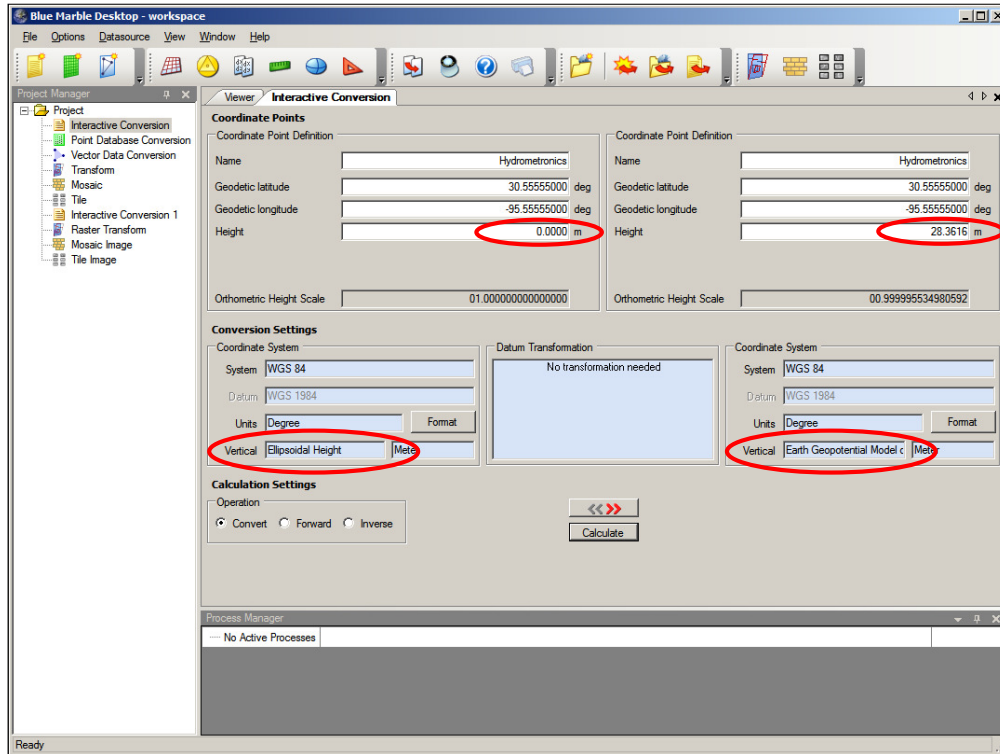 Blue Marble Desktop - workspace
File Options Datasource View Window Help
Project Manager
Project
Interactive Conversion
Point Database Conversion
Vector Data Conversion
Transform
Mosaic
Tile
Interactive Conversion 1
Raster Transform
Mosaic Image
Tile Image
Viewer Interactive Conversion
Coordinate Points
Coordinate Point Definition
Name Hydrometronics
Geodetic latitude 30.55555000 deg
Geodetic longitude -95.55555000 deg
Height 0.0000 m
Orthometric Height Scale 01.000000000000000
Coordinate Point Definition
Name Hydrometronics
Geodetic latitude 30.55555000 deg
Geodetic longitude -95.55555000 deg
Height 28.3616 m
Orthometric Height Scale 00.999995534980592
Conversion Settings
Coordinate System
System WGS 84
Datum WGS 1984
Units Degree Format
Vertical Ellipsoidal Height Meter
Datum Transformation
No transformation needed
Coordinate System
System WGS 84
Datum WGS 1984
Units Degree Format
Vertical Earth Geopotential Model c Meter
Calculation Settings
Operation
Convert Forward Inverse
Calculate
Process Manager
No Active Processes
Ready